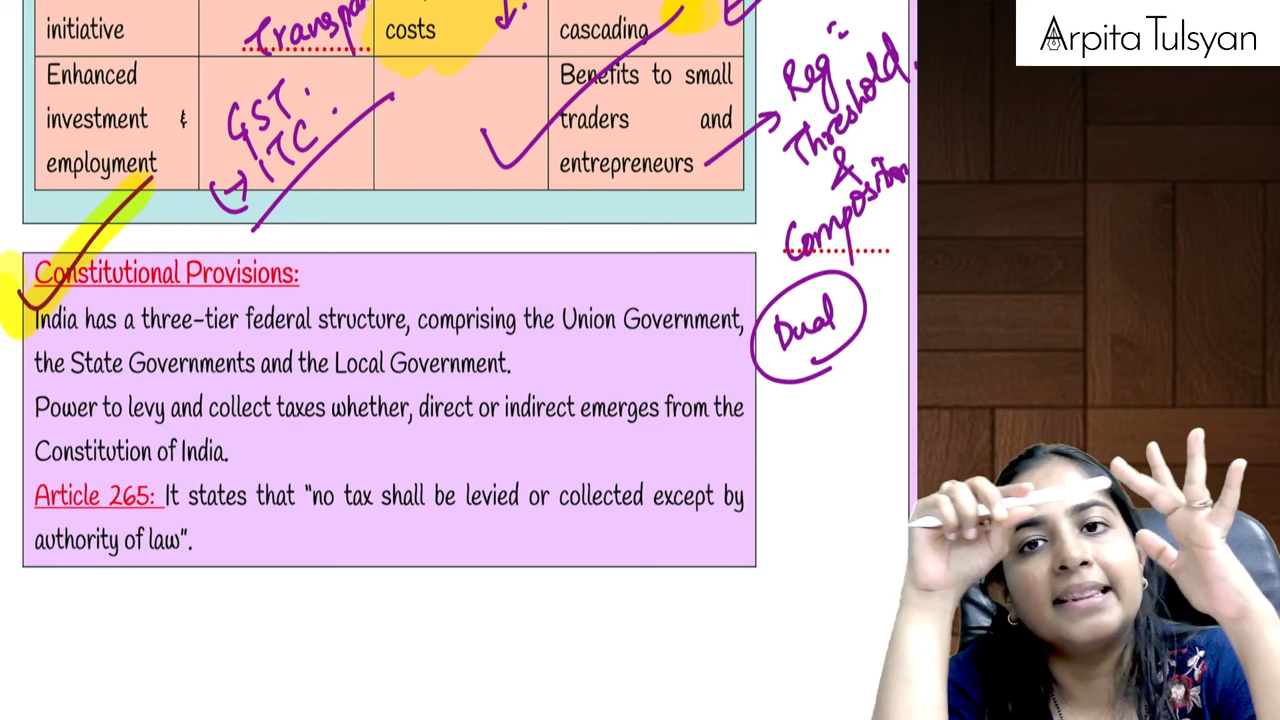 Arpita Tulsyan
initiative
Transpar
costs
cascading
Enhanced
investment &
employment
GST.
ITC
Benefits to small
traders and
entrepreneurs
Reg
Threshold
&
Composition
Dual
Constitutional Provisions:
India has a three-tier federal structure, comprising the Union Government,
the State Governments and the Local Government.
Power to levy and collect taxes whether, direct or indirect emerges from the
Constitution of India.
Article 265: It states that "no tax shall be levied or collected except by
authority of law".